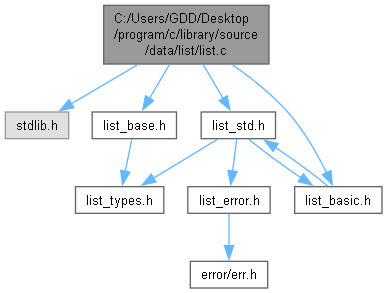 C:/Users/GDD/Desktop
/program/c/library/source
/data/list/list.c
stdlib.h
list_base.h
list_std.h
list_types.h
list_error.h
list_basic.h
error/err.h